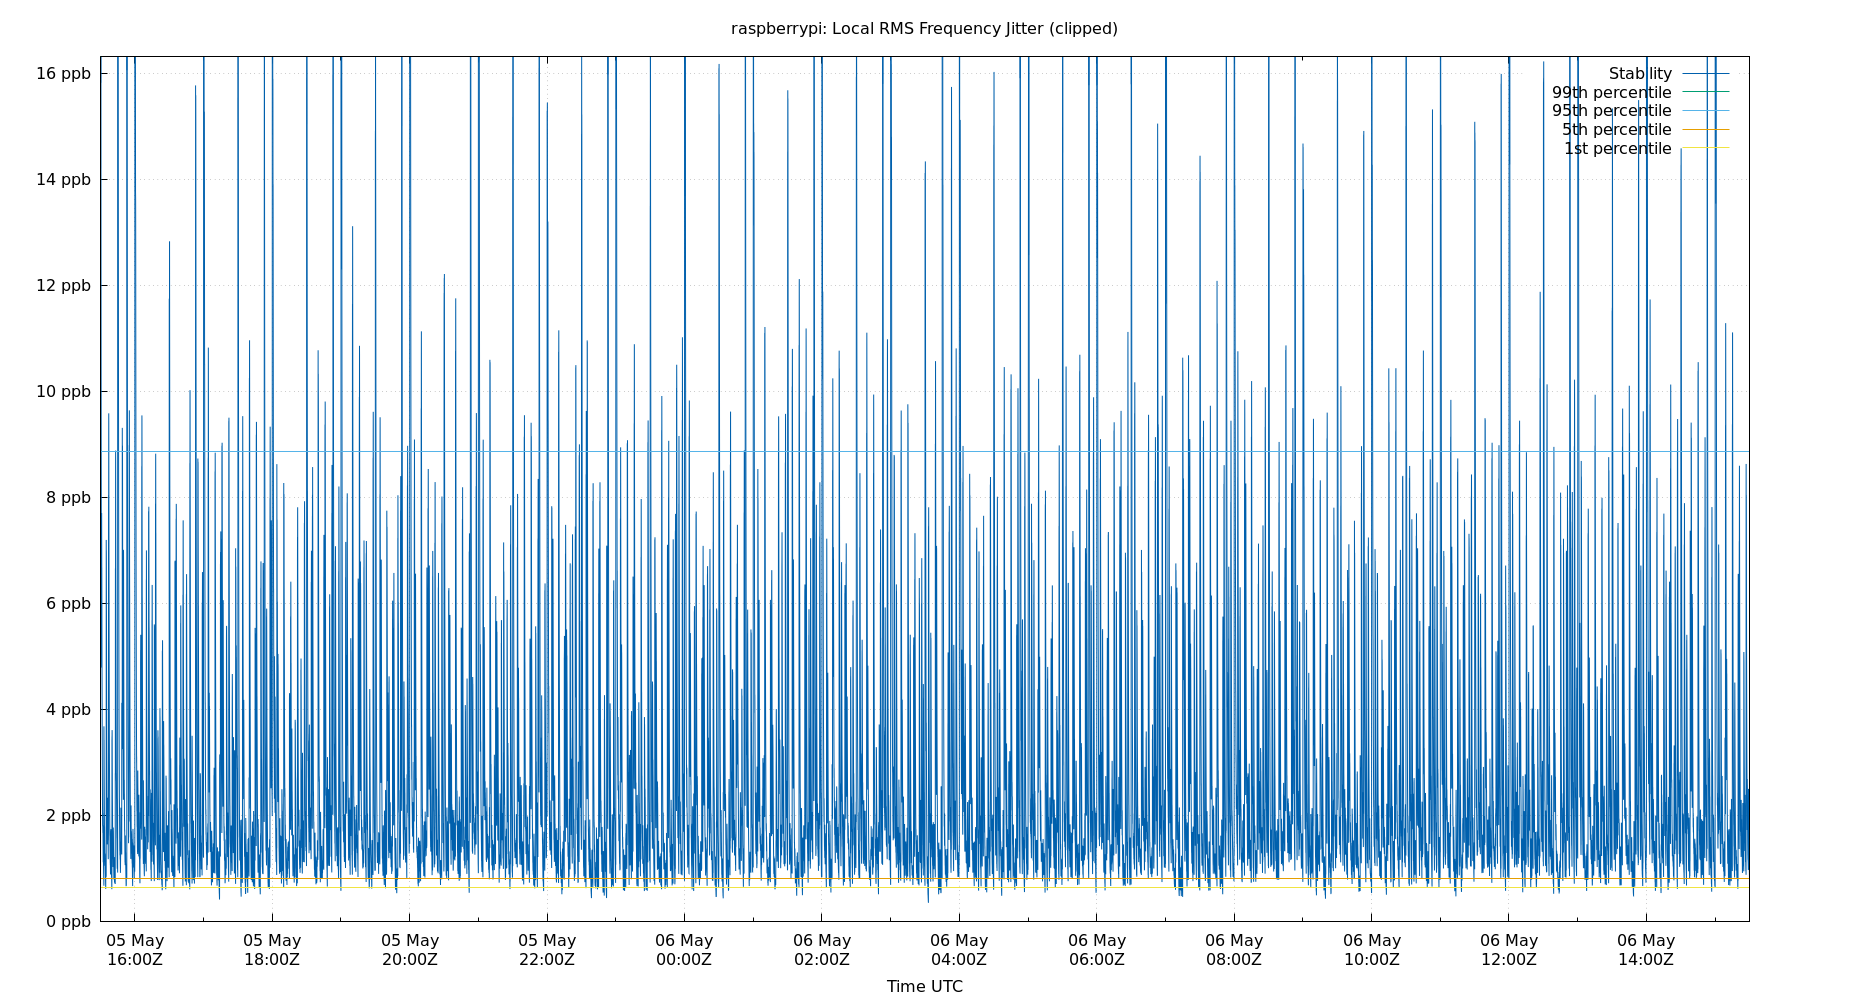 raspberrypi: Local RMS Frequency Jitter (clipped)
16 ppb
14 ppb
12 ppb
10 ppb
8 ppb
6 ppb
4 ppb
2 ppb
0 ppb
Stability
99th percentile
95th percentile
5th percentile
1st percentile
05 May 05 May 05 May 05 May 06 May 06 May 06 May 06 May 06 May 06 May 06 May 06 May
16:00Z 18:00Z 20:00Z 22:00Z 00:00Z 02:00Z 04:00Z 06:00Z 08:00Z 10:00Z 12:00Z 14:00Z
Time UTC